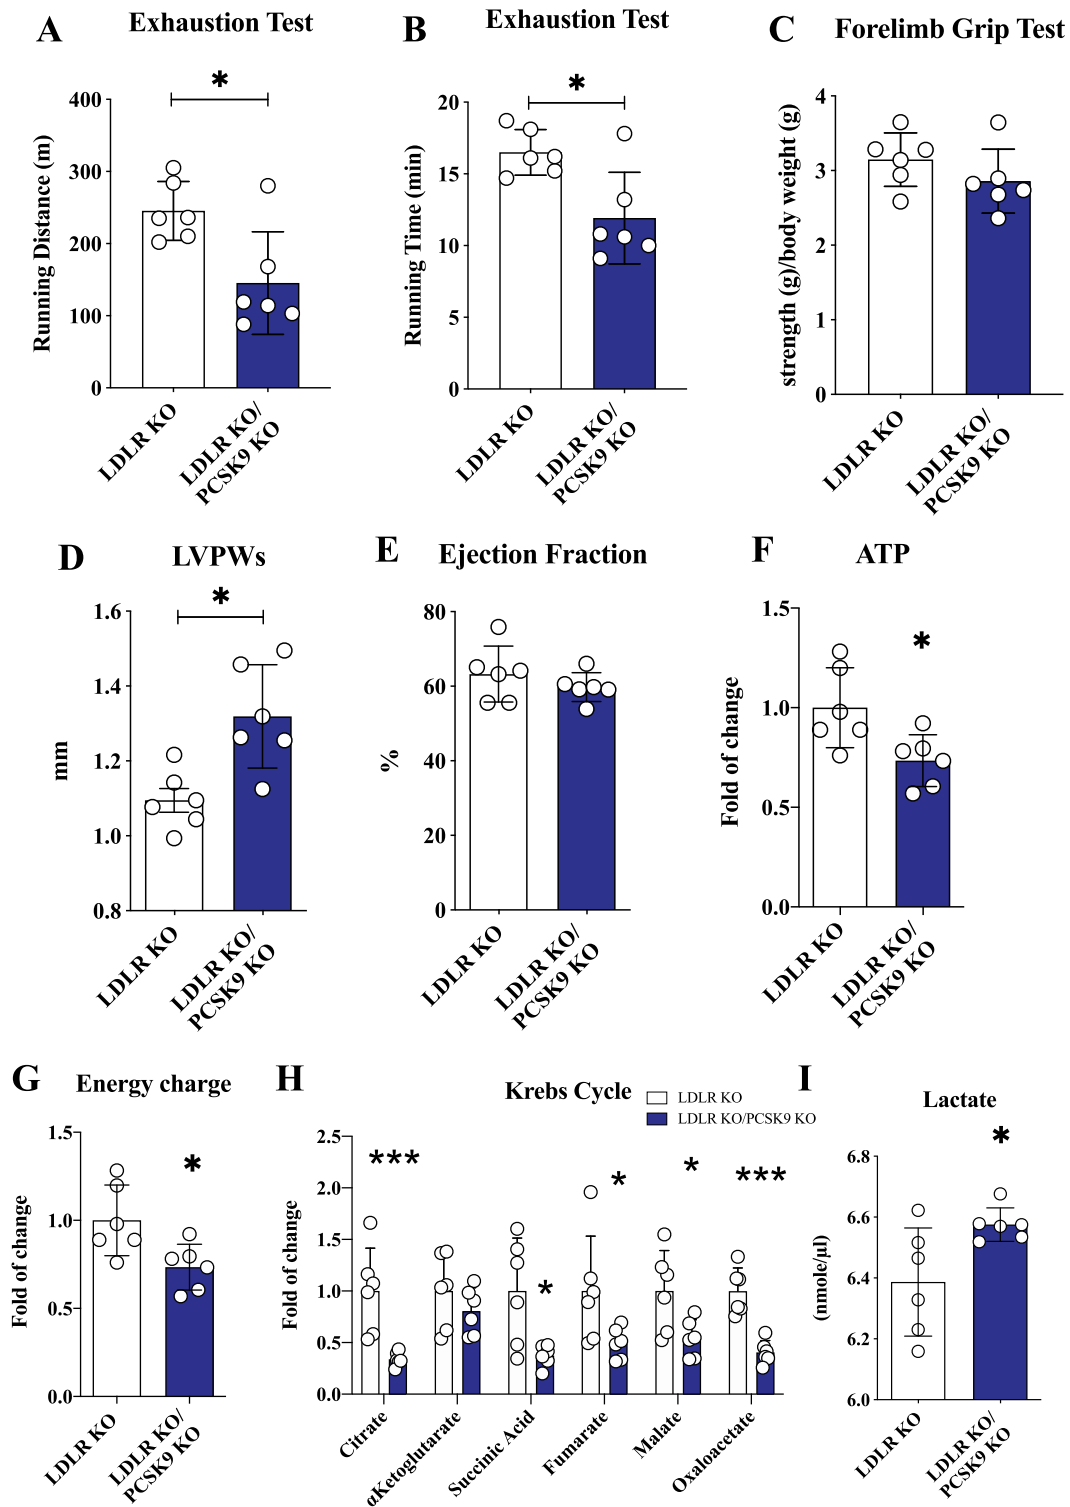 A
Exhaustion Test
*
Running Distance (m)
400
300
200
100
0
LDLR KO
LDLR KO/
PCSK9 KO
B
Exhaustion Test
*
Running Time (min)
20
15
10
5
0
LDLR KO
LDLR KO/
PCSK9 KO
C
Forelimb Grip Test
strength (g)/body weight (g)
4
3
2
1
0
LDLR KO
LDLR KO/
PCSK9 KO
D
LVPWs
*
mm
1.6
1.4
1.2
1.0
0.8
LDLR KO
LDLR KO/
PCSK9 KO
E
Ejection Fraction
%
80
60
40
20
0
LDLR KO
LDLR KO/
PCSK9 KO
F
ATP
*
Fold of change
1.5
1.0
0.5
0.0
LDLR KO
LDLR KO/
PCSK9 KO
G
Energy charge
*
Fold of change
1.5
1.0
0.5
0.0
LDLR KO
LDLR KO/
PCSK9 KO
H
Krebs Cycle
LDLR KO
LDLR KO/PCSK9 KO
Fold of change
2.5
2.0
1.5
1.0
0.5
0.0
***
*
*
*
***
Citrate
αKetoglutarate
Succinic Acid
Fumarate
Malate
Oxaloacetate
I
Lactate
*
(nmole/µl)
6.8
6.6
6.4
6.2
6.0
LDLR KO
LDLR KO/
PCSK9 KO